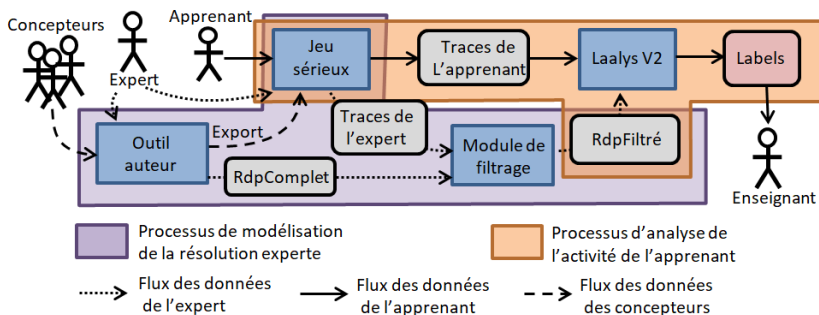 Concepteurs
Expert
Apprenant
Jeu
sérieux
Traces de
L'apprenant
Laalys V2
Labels
Outil
auteur
Export
Traces de
l'expert
RdpComplet
Module de
filtrage
RdpFiltré
Enseignant
Processus de modélisation
de la résolution experte
Processus d'analyse de
l'activité de l'apprenant
Flux des données
de l'expert
Flux des données
de l'apprenant
Flux des données
des concepteurs